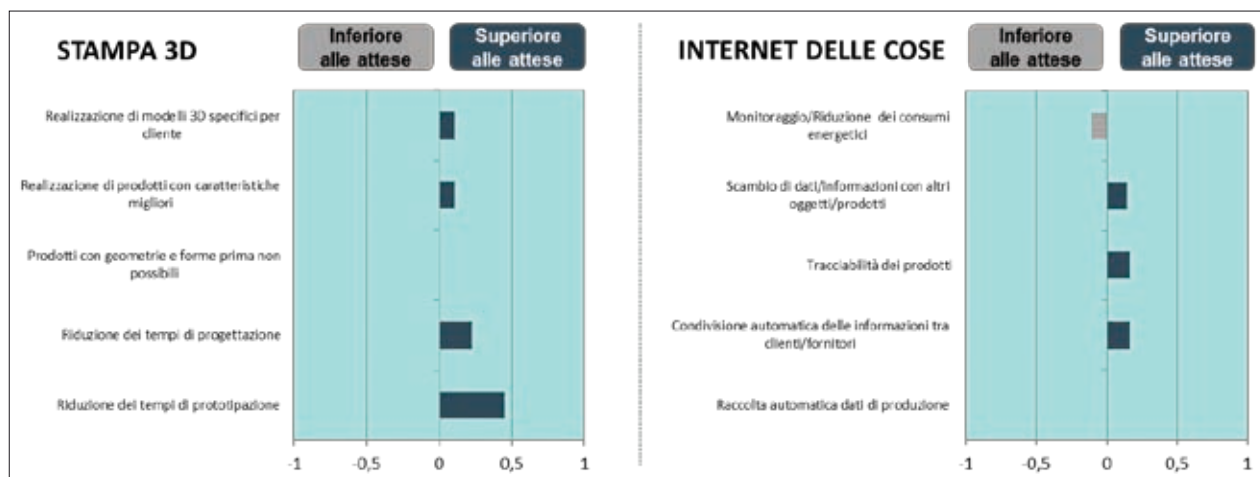 STAMPA 3D
Inferiore
alle attese
Superiore
alle attese
Realizzazione di modelli 3D specifici per
cliente
Realizzazione di prodotti con caratteristiche
migliori
Prodotti con geometrie e forme prima non
possibili
Riduzione dei tempi di progettazione
Riduzione dei tempi di prototipazione
-1 -0,5 0 0,5 1
INTERNET DELLE COSE
Inferiore
alle attese
Superiore
alle attese
Monitoraggio/Riduzione dei consumi
energetici
Scambio di dati/informazioni con altri
oggetti/prodotti
Tracciabilità dei prodotti
Condivisione automatica delle informazioni tra
clienti/fornitori
Raccolta automatica dati di produzione
-1 -0,5 0 0,5 1